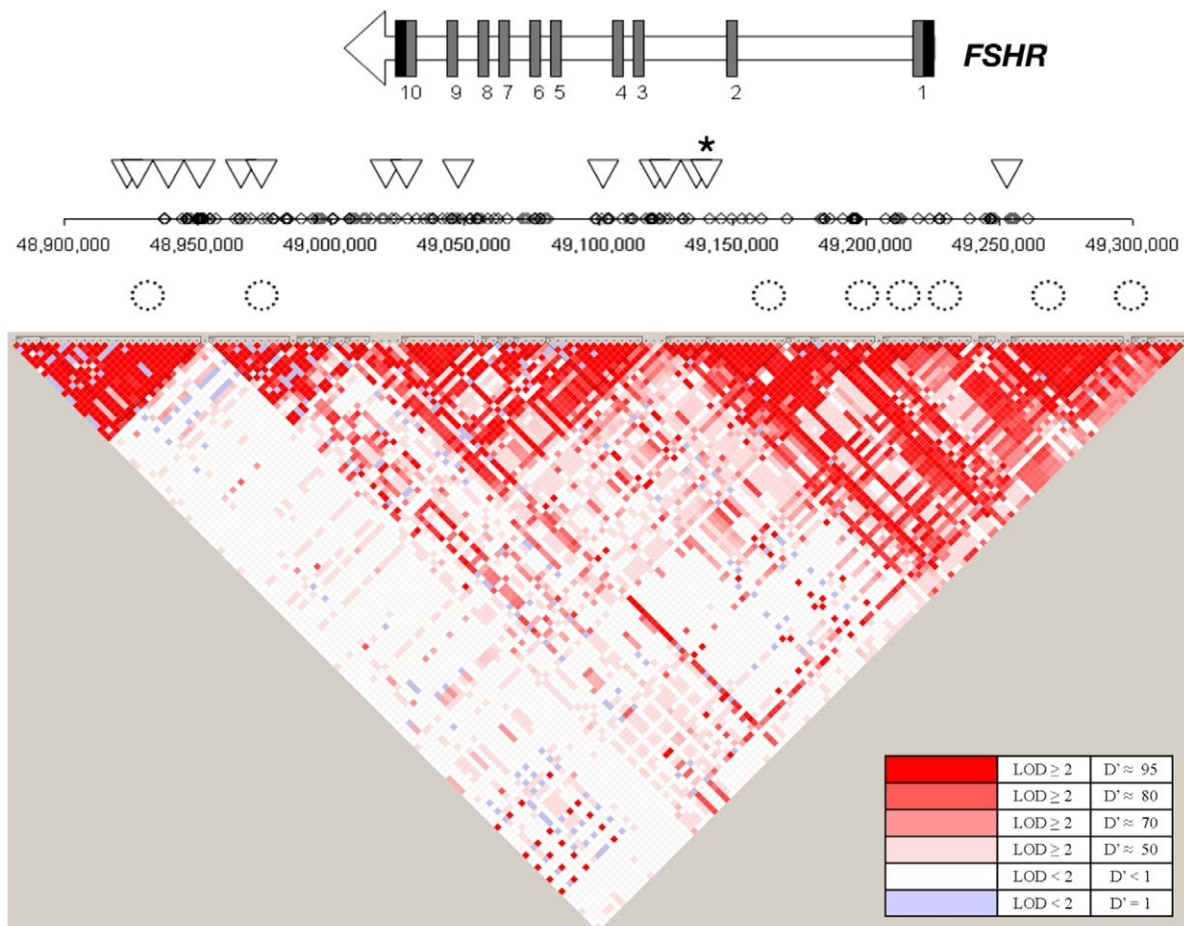 FSHR
10 9 8 7 6 5 4 3 2 1
*
48,900,000 48,950,000 49,000,000 49,050,000 49,100,000 49,150,000 49,200,000 49,250,000 49,300,000
LOD ≥ 2 D' ≈ 95
LOD ≥ 2 D' ≈ 80
LOD ≥ 2 D' ≈ 70
LOD ≥ 2 D' ≈ 50
LOD < 2 D' < 1
LOD < 2 D' = 1